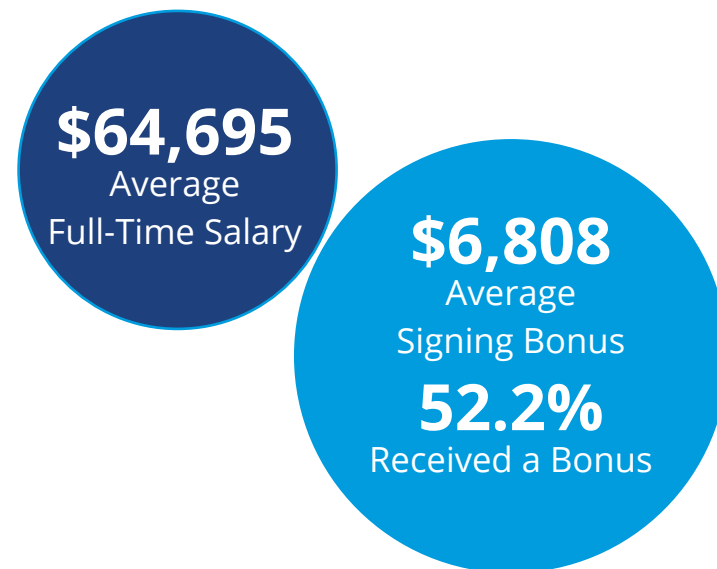 $64,695
Average
Full-Time Salary
$6,808
Average
Signing Bonus
52.2%
Received a Bonus